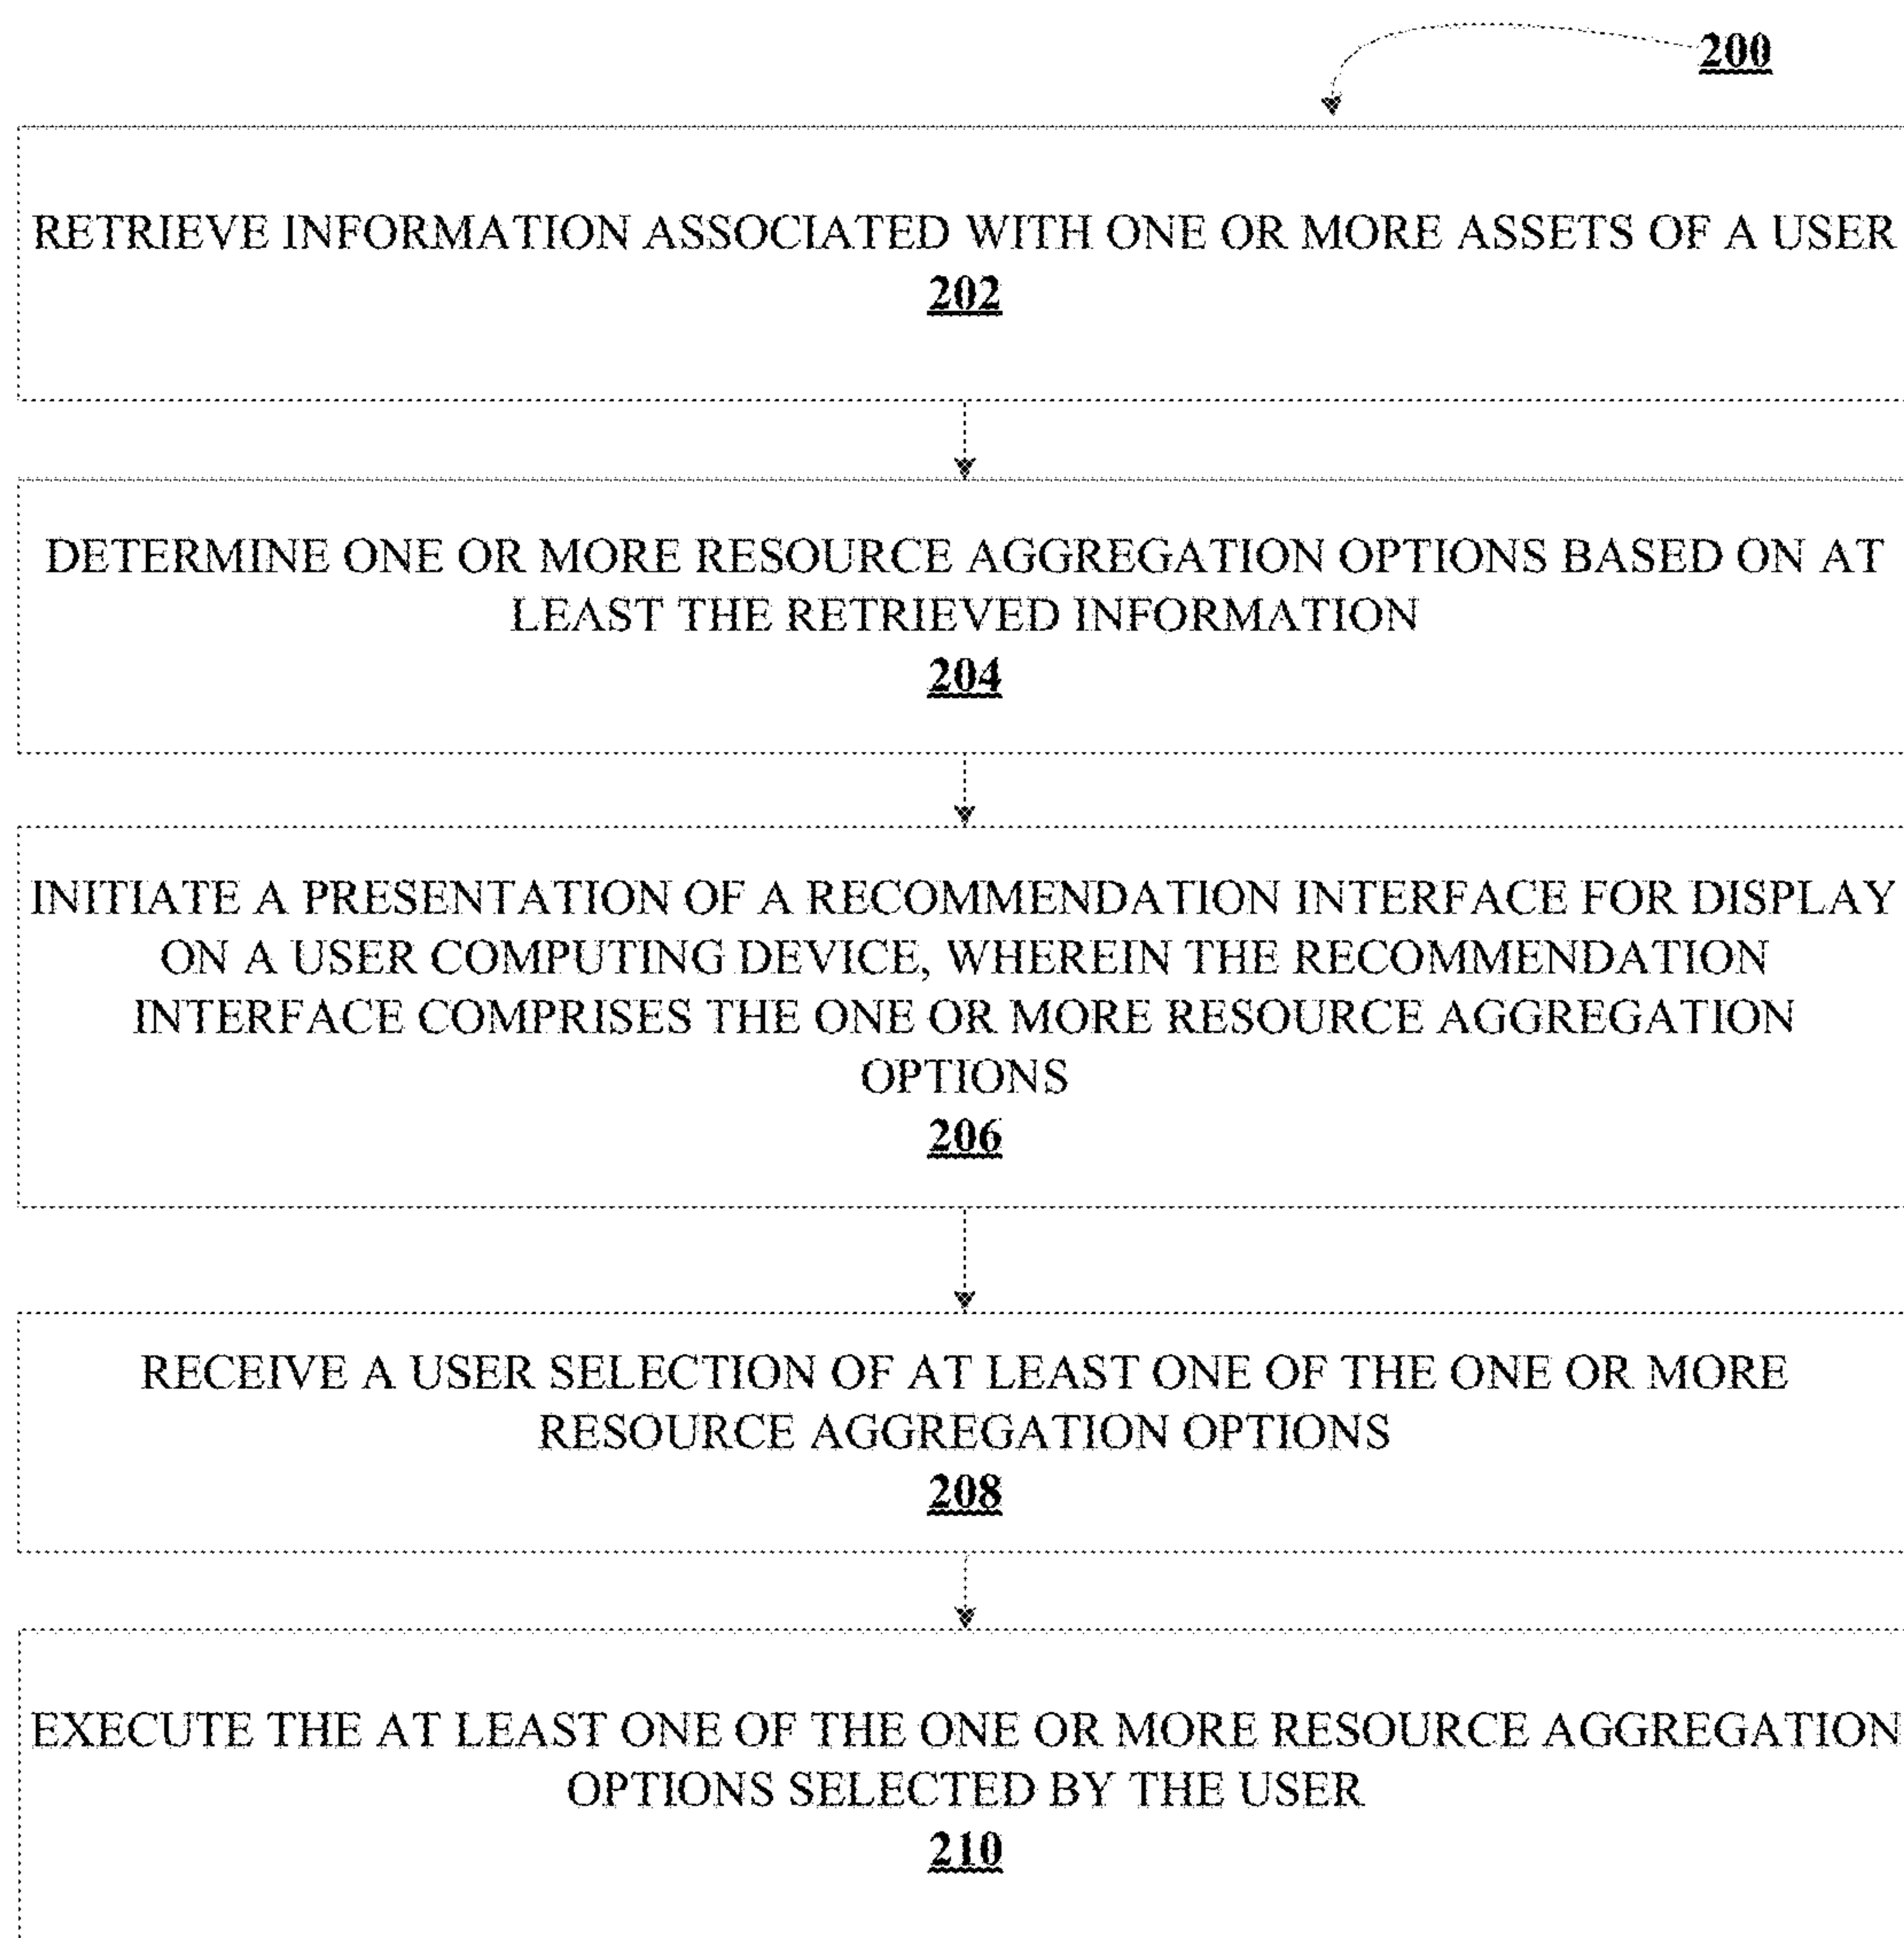 200
RETRIEVE INFORMATION ASSOCIATED WITH ONE OR MORE ASSETS OF A USER
202
DETERMINE ONE OR MORE RESOURCE AGGREGATION OPTIONS BASED ON AT
LEAST THE RETRIEVED INFORMATION
204
INITIATE A PRESENTATION OF A RECOMMENDATION INTERFACE FOR DISPLAY
ON A USER COMPUTING DEVICE, WHEREIN THE RECOMMENDATION
INTERFACE COMPRISES THE ONE OR MORE RESOURCE AGGREGATION
OPTIONS
206
RECEIVE A USER SELECTION OF AT LEAST ONE OF THE ONE OR MORE
RESOURCE AGGREGATION OPTIONS
208
EXECUTE THE AT LEAST ONE OF THE ONE OR MORE RESOURCE AGGREGATION
OPTIONS SELECTED BY THE USER
210